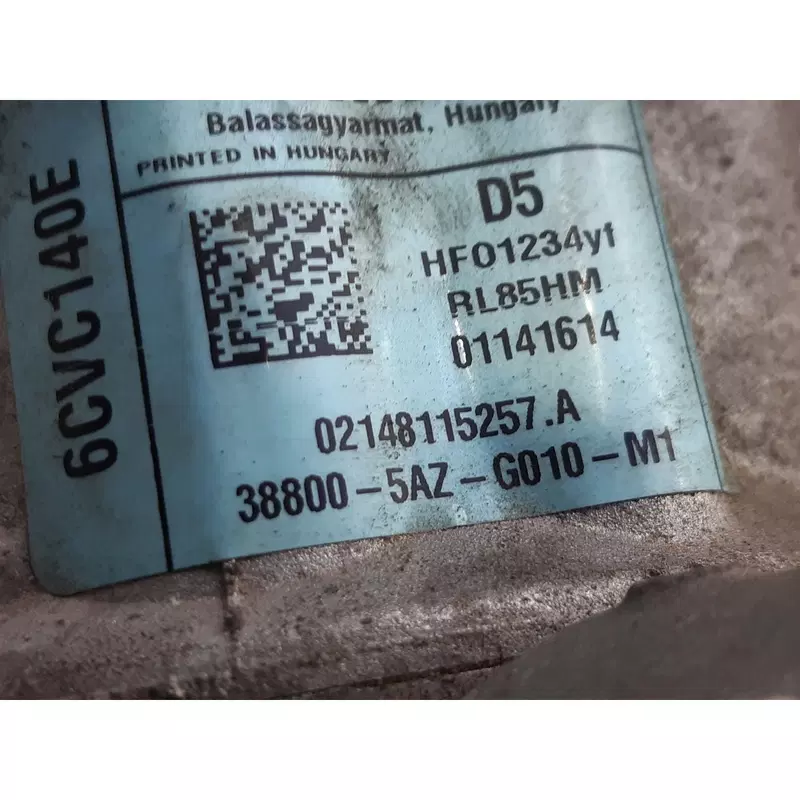 Balassagyarmat, Hungary
PRINTED IN HUNGARY
6CVC140E
D5
HFO1234yf
RL85HM
01141614
02148115257.A
38800-5AZ-G010-M1